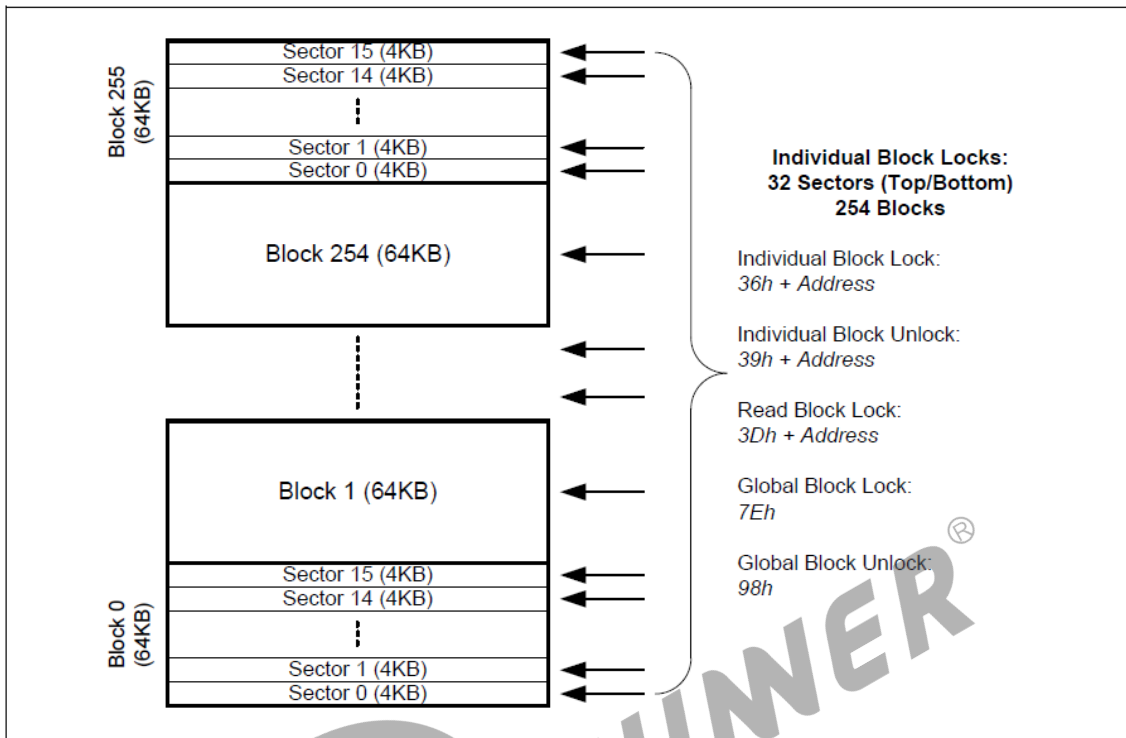 Block 255
(64KB)
Sector 15 (4KB)
Sector 14 (4KB)
Sector 1 (4KB)
Sector 0 (4KB)
Block 254 (64KB)
Block 1 (64KB)
Block 0
(64KB)
Sector 15 (4KB)
Sector 14 (4KB)
Sector 1 (4KB)
Sector 0 (4KB)
Individual Block Locks:
32 Sectors (Top/Bottom)
254 Blocks
Individual Block Lock:
36h + Address
Individual Block Unlock:
39h + Address
Read Block Lock:
3Dh + Address
Global Block Lock:
7Eh
Global Block Unlock:
98h
®